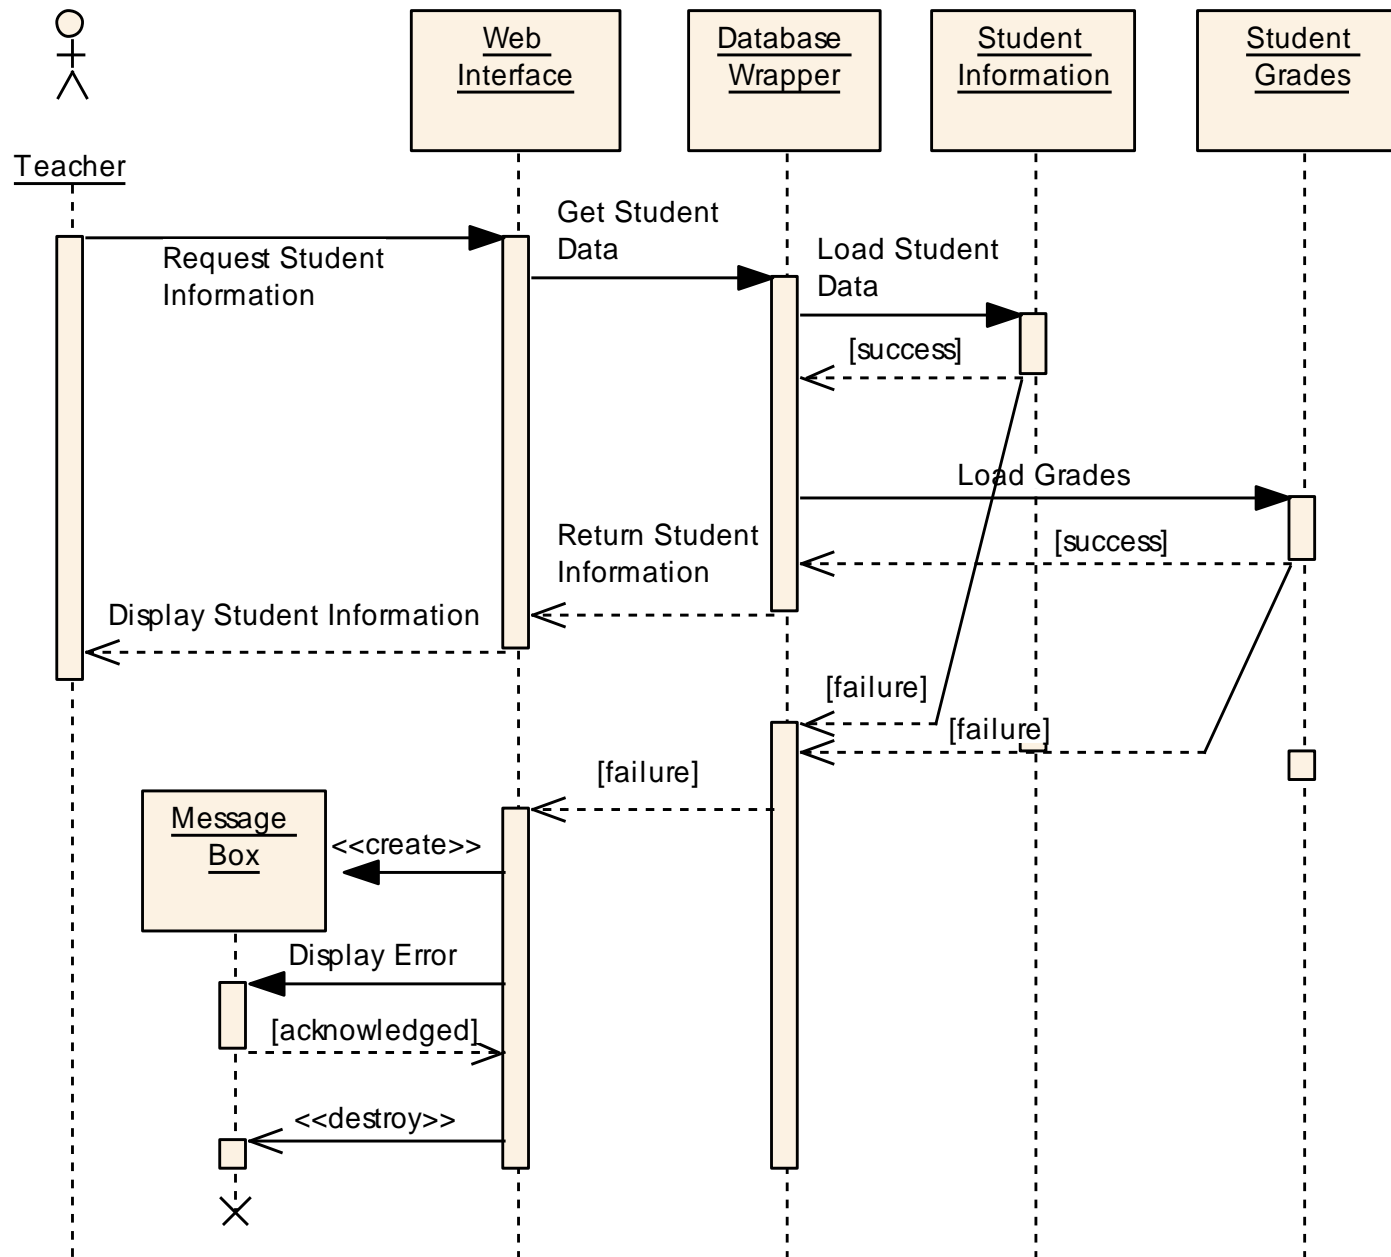 Web
Interface
Database
Wrapper
Student
Information
Student
Grades
Teacher
Request Student
Information
Get Student
Data
Load Student
Data
[success]
Load Grades
[success]
Return Student
Information
Display Student Information
[failure]
[failure]
[failure]
Message
Box
<<create>>
Display Error
[acknowledged]
<<destroy>>